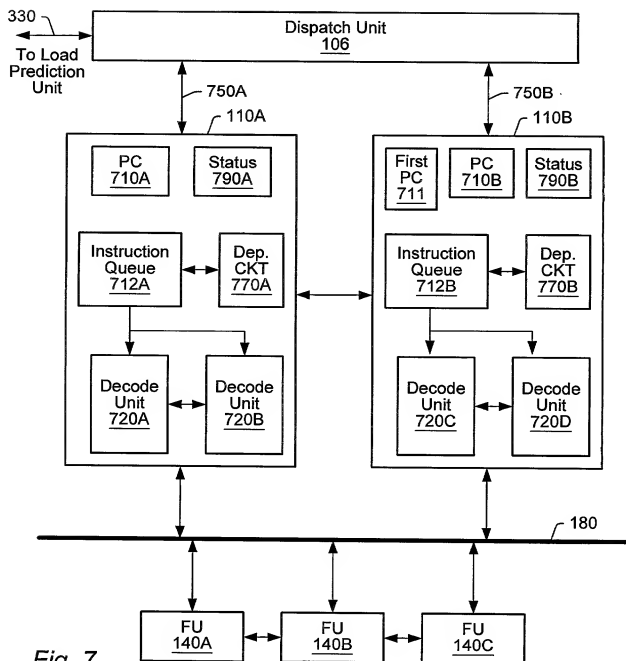 330
Dispatch Unit
106
To Load
Prediction
Unit
750A
750B
110A
110B
PC
710A
Status
790A
First
PC
711
PC
710B
Status
790B
Instruction
Queue
712A
Dep.
CKT
770A
Instruction
Queue
712B
Dep.
CKT
770B
Decode
Unit
720A
Decode
Unit
720B
Decode
Unit
720C
Decode
Unit
720D
180
FU
140A
FU
140B
FU
140C
Fig. 7